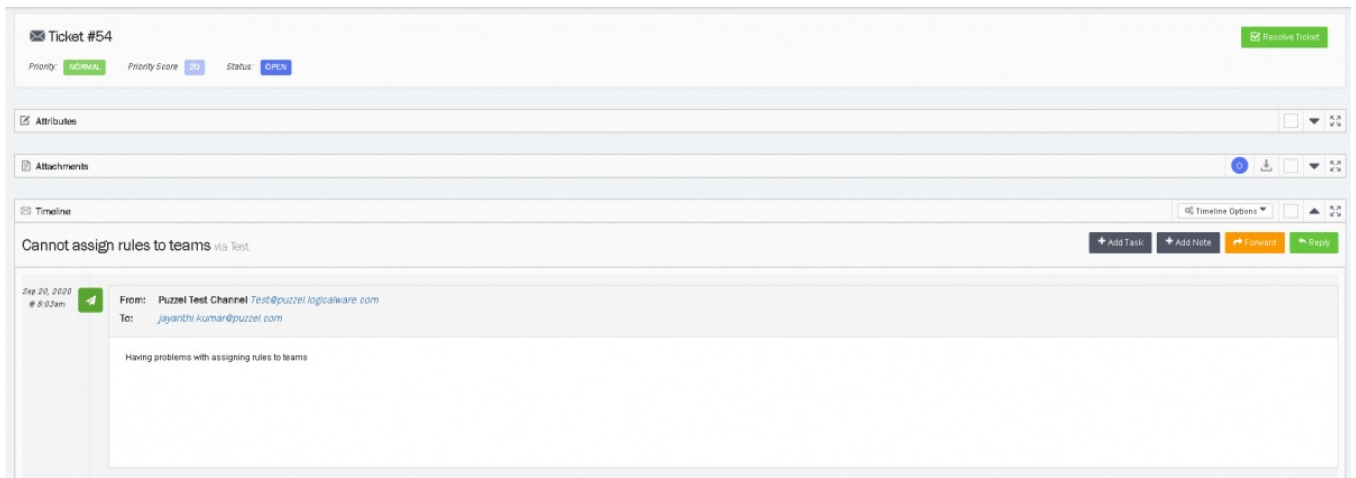 Ticket #54
Resolve Ticket
Priority: NORMAL Priority Score 20 Status: OPEN
Attributes
Attachments 0
Timeline Timeline Options
Cannot assign rules to teams via Test
+ Add Task + Add Note Forward Reply
Sep 20, 2020
@ 8:03am
From: Puzzel Test Channel Test@puzzel.logicalware.com
To: jayanthi.kumar@puzzel.com
Having problems with assigning rules to teams